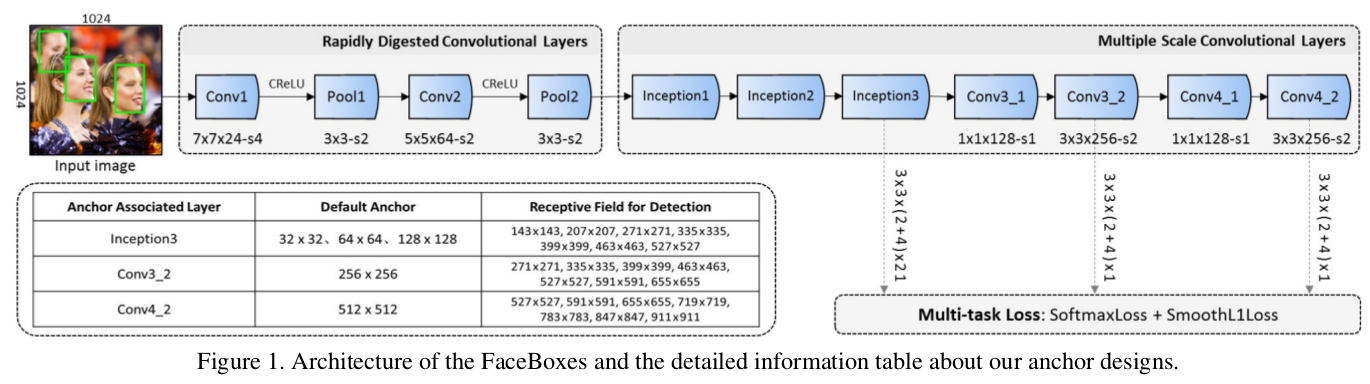 1024
1024
Input image
Rapidly Digested Convolutional Layers
Conv1
CReLU
Pool1
Conv2
CReLU
Pool2
7x7x24-s4
3x3-s2
5x5x64-s2
3x3-s2
Multiple Scale Convolutional Layers
Inception1
Inception2
Inception3
Conv3_1
Conv3_2
Conv4_1
Conv4_2
1x1x128-s1
3x3x256-s2
1x1x128-s1
3x3x256-s2
3x3x(2+4)x21
3x3x(2+4)x1
3x3x(2+4)x1
Multi-task Loss: SoftmaxLoss + SmoothL1Loss
Anchor Associated Layer Default Anchor Receptive Field for Detection
Inception3 32 x 32、64 x 64、128 x 128 143x143, 207x207, 271x271, 335x335,
399x399, 463x463, 527x527
Conv3_2 256 x 256 271x271, 335x335, 399x399, 463x463,
527x527, 591x591, 655x655
Conv4_2 512 x 512 527x527, 591x591, 655x655, 719x719,
783x783, 847x847, 911x911
Figure 1. Architecture of the FaceBoxes and the detailed information table about our anchor designs.